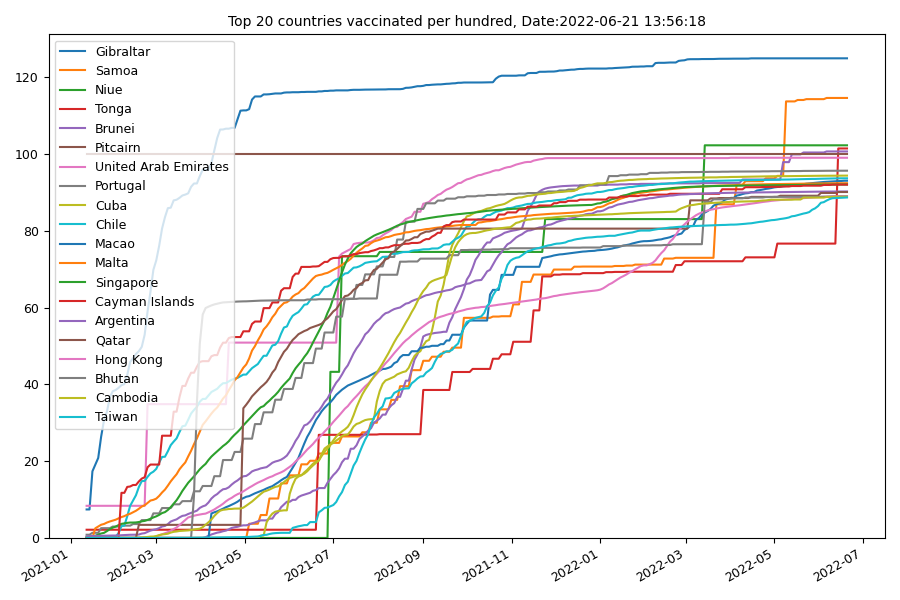 Top 20 countries vaccinated per hundred, Date:2022-06-21 13:56:18
Gibraltar
Samoa
Niue
Tonga
Brunei
Pitcairn
United Arab Emirates
Portugal
Cuba
Chile
Macao
Malta
Singapore
Cayman Islands
Argentina
Qatar
Hong Kong
Bhutan
Cambodia
Taiwan
120
100
80
60
40
20
0
2021-01
2021-03
2021-05
2021-07
2021-09
2021-11
2022-01
2022-03
2022-05
2022-07